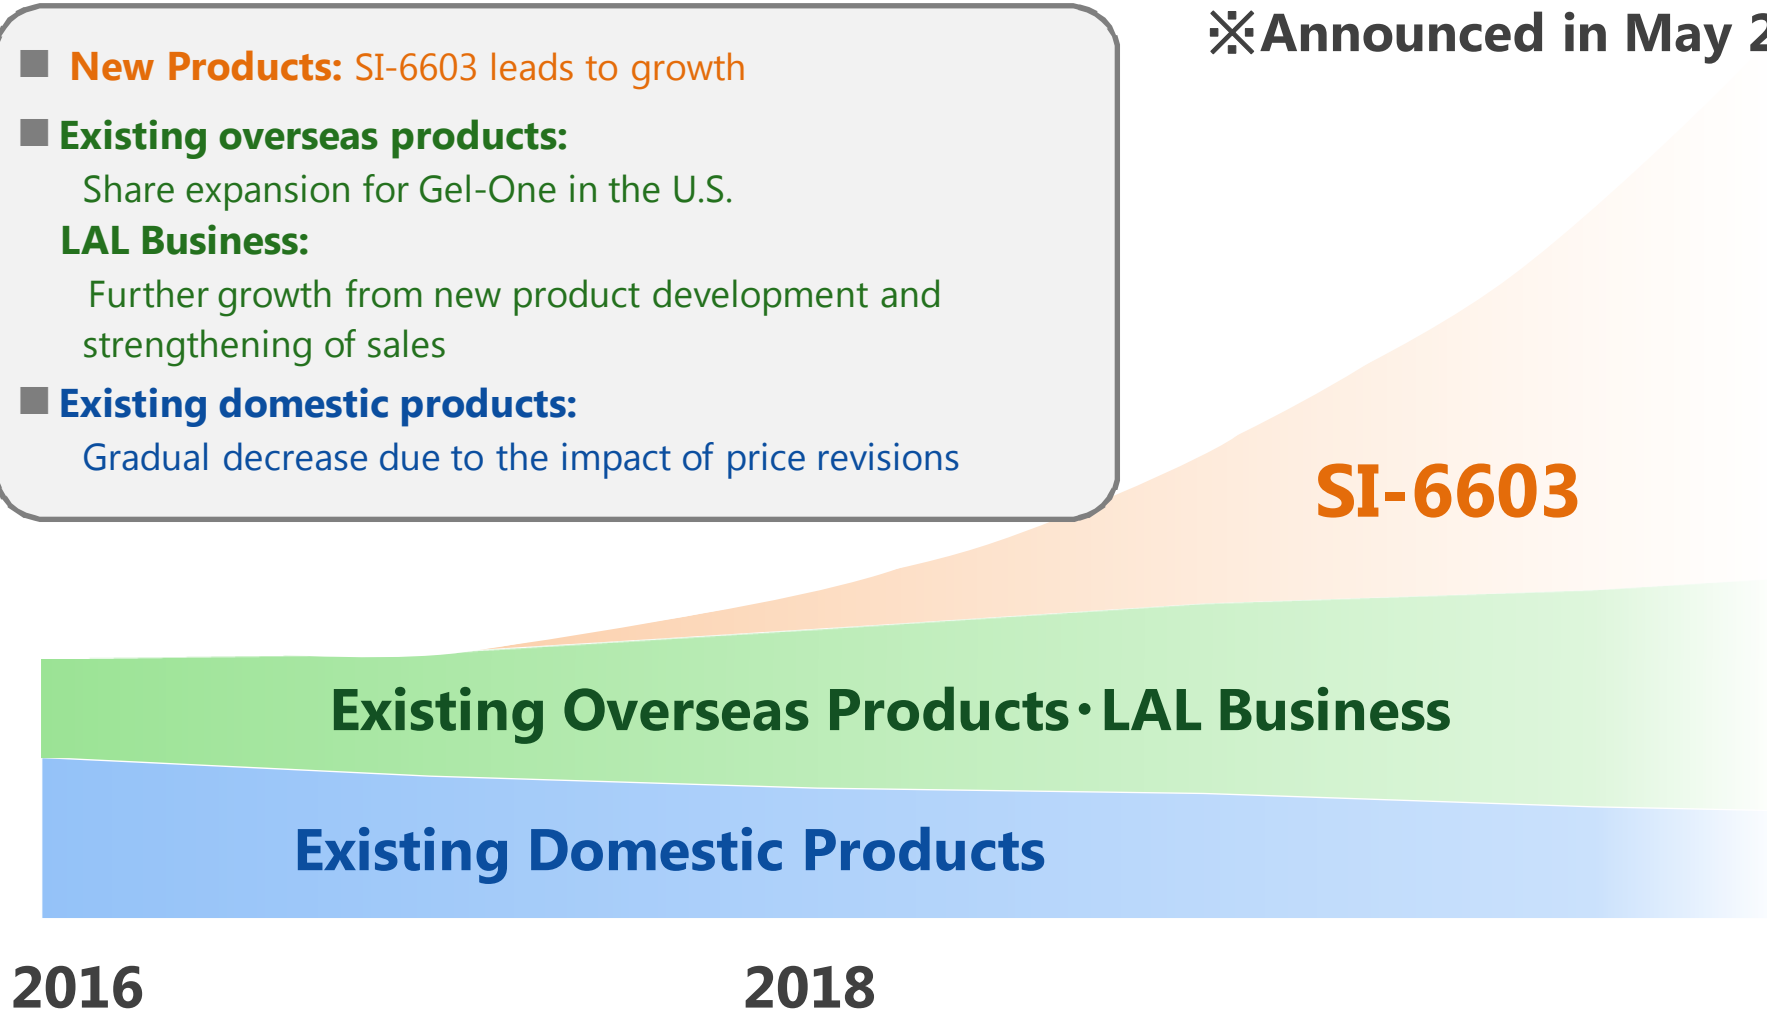 ※Announced in May 2
■ New Products: SI-6603 leads to growth
■ Existing overseas products:
Share expansion for Gel-One in the U.S.
LAL Business:
Further growth from new product development and
strengthening of sales
■ Existing domestic products:
Gradual decrease due to the impact of price revisions
SI-6603
Existing Overseas Products・LAL Business
Existing Domestic Products
2016 2018